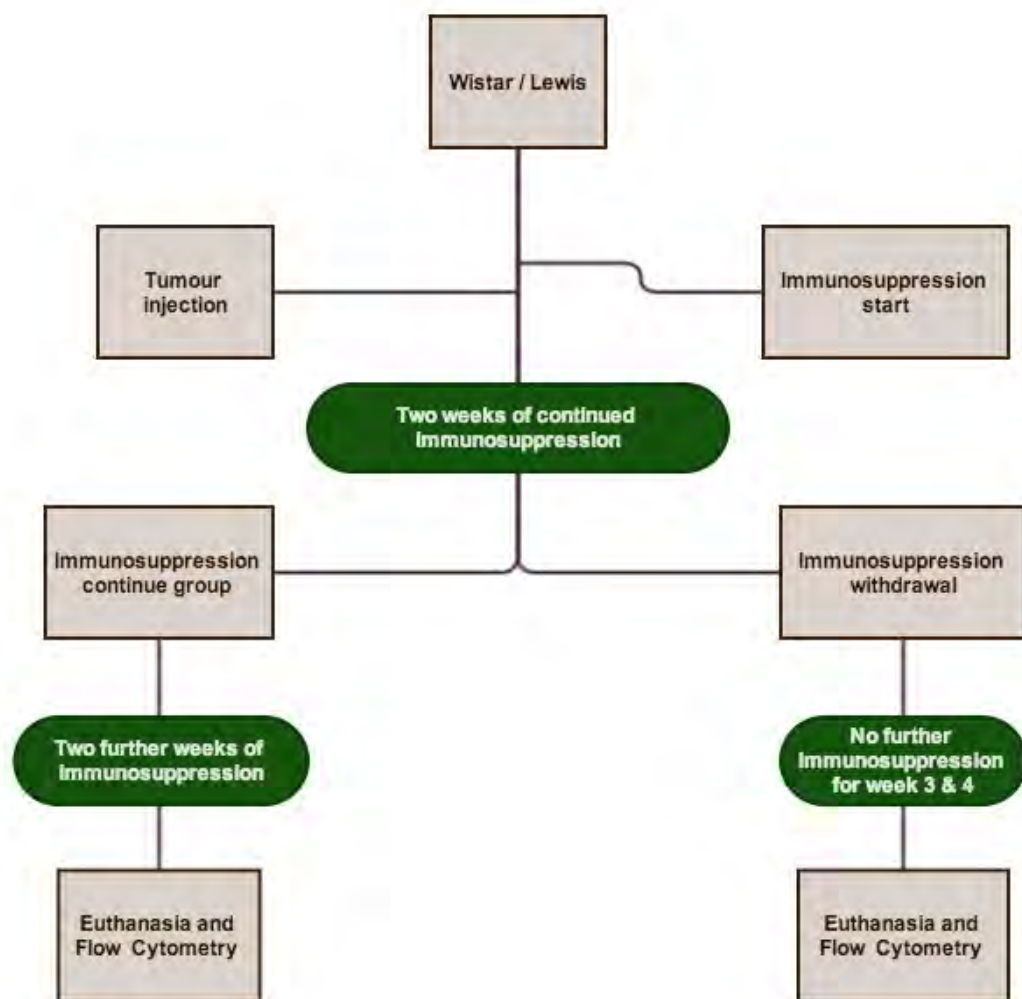 Wistar / Lewis
Tumour
injection
Immunosuppression
start
Two weeks of continued
Immunosuppression
Immunosuppression
continue group
Immunosuppression
withdrawal
Two further weeks of
Immunosuppression
No further
Immunosuppression
for week 3 & 4
Euthanasia and
Flow Cytometry
Euthanasia and
Flow Cytometry